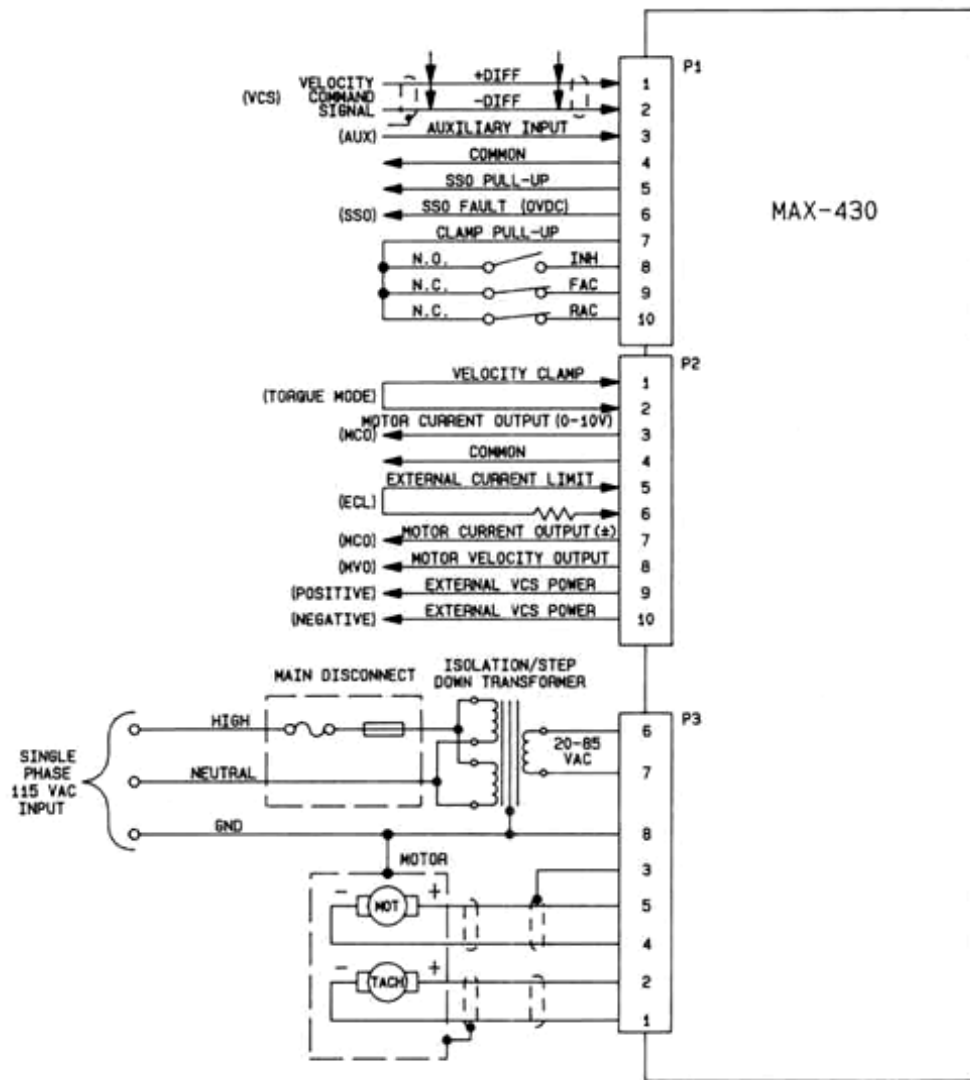 P1
VELOCITY
COMMAND
SIGNAL
(VCS)
+DIFF
1
-DIFF
2
(AUX)
AUXILIARY INPUT
3
COMMON
4
SSO PULL-UP
5
(SSO)
SSO FAULT (0VDC)
6
CLAMP PULL-UP
7
N.O.
INH
8
N.C.
FAC
9
N.C.
RAC
10
MAX-430
P2
VELOCITY CLAMP
1
(TORQUE MODE)
2
MOTOR CURRENT OUTPUT (0-10V)
(MCO)
3
COMMON
4
EXTERNAL CURRENT LIMIT
5
(ECL)
6
(MCO)
MOTOR CURRENT OUTPUT (±)
7
(MVO)
MOTOR VELOCITY OUTPUT
8
(POSITIVE)
EXTERNAL VCS POWER
9
(NEGATIVE)
EXTERNAL VCS POWER
10
MAIN DISCONNECT
ISOLATION/STEP
DOWN TRANSFORMER
P3
HIGH
6
20-85
VAC
SINGLE
PHASE
115 VAC
INPUT
NEUTRAL
7
GND
8
MOTOR
3
-
MOT
+
5
4
-
TACH
+
2
1